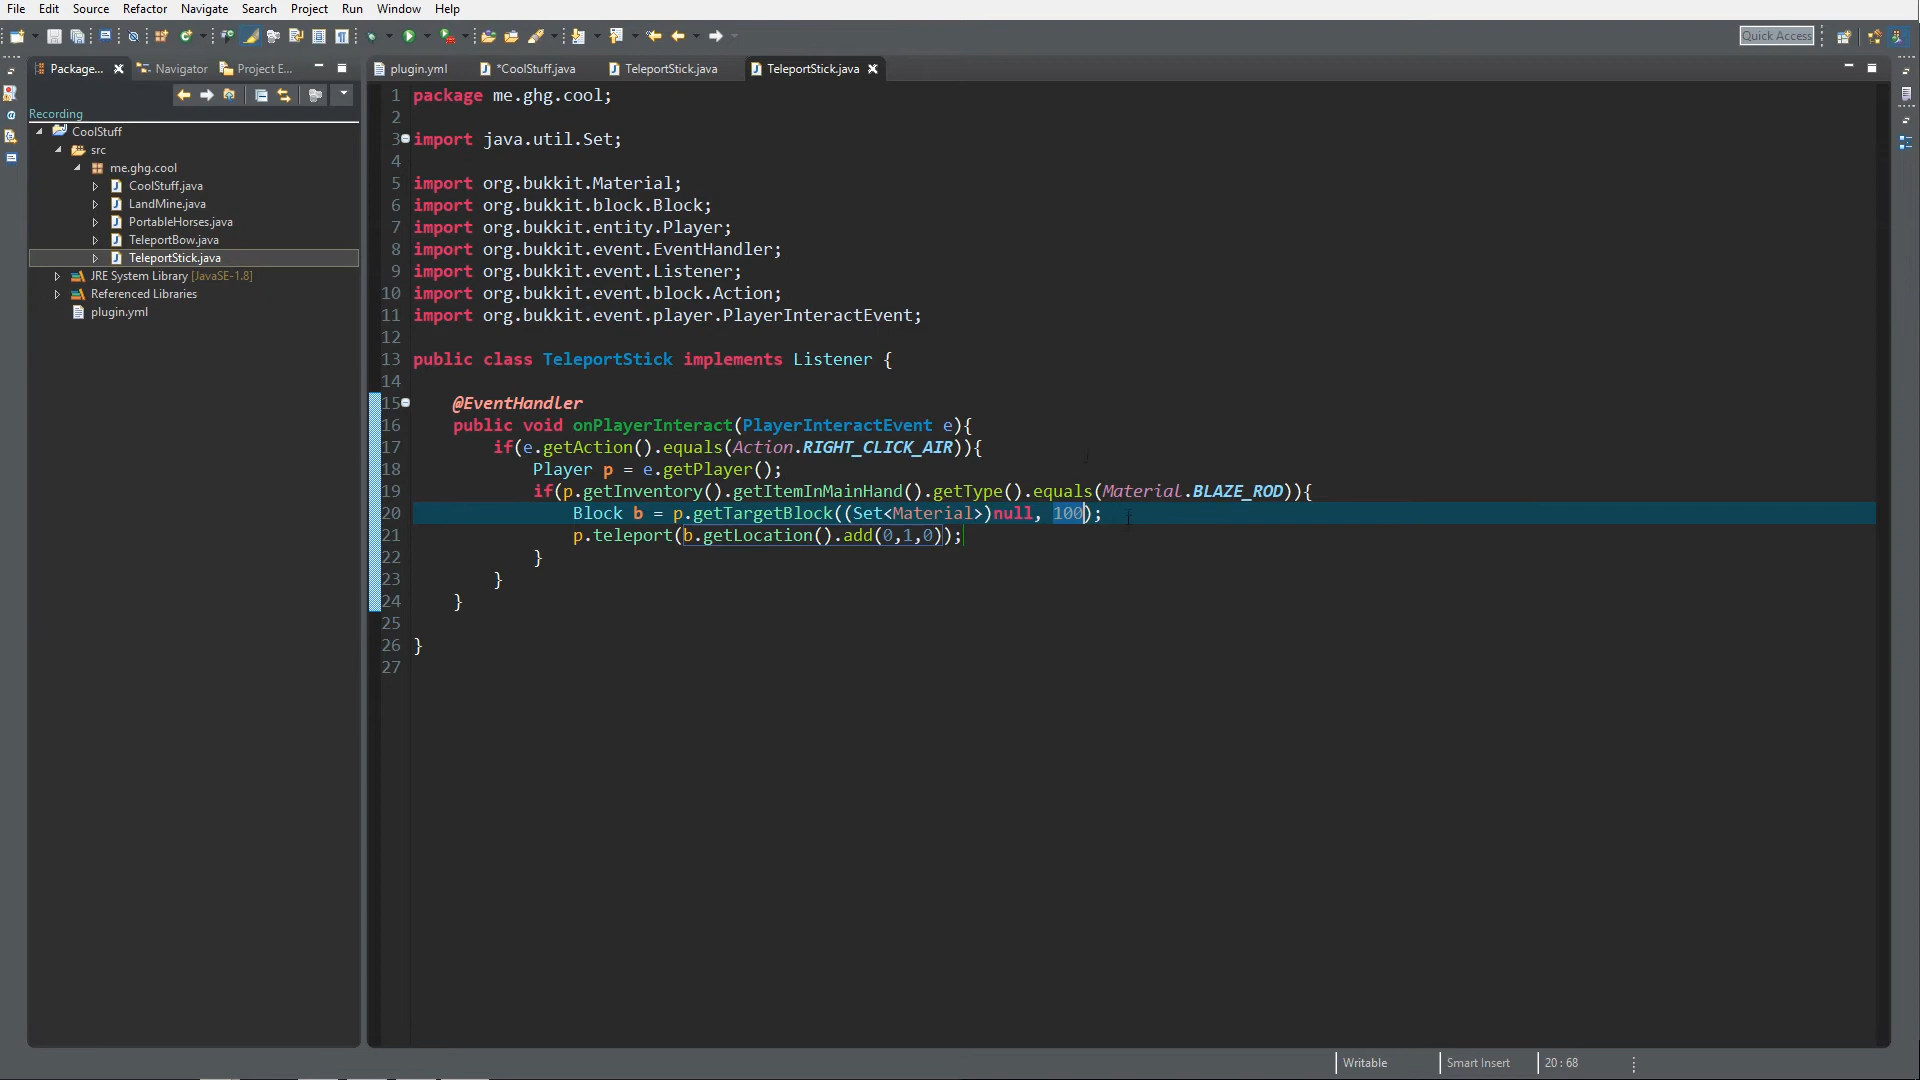 File Edit Source Refactor Navigate Search Project Run Window Help
Quick Access
Package... Navigator Project E...
plugin.yml *CoolStuff.java TeleportStick.java TeleportStick.java
Recording
CoolStuff
src
me.ghg.cool
CoolStuff.java
LandMine.java
PortableHorses.java
TeleportBow.java
TeleportStick.java
JRE System Library [JavaSE-1.8]
Referenced Libraries
plugin.yml
1 package me.ghg.cool;
2
3 import java.util.Set;
4
5 import org.bukkit.Material;
6 import org.bukkit.block.Block;
7 import org.bukkit.entity.Player;
8 import org.bukkit.event.EventHandler;
9 import org.bukkit.event.Listener;
10 import org.bukkit.event.block.Action;
11 import org.bukkit.event.player.PlayerInteractEvent;
12
13 public class TeleportStick implements Listener {
14
15 @EventHandler
16 public void onPlayerInteract(PlayerInteractEvent e){
17 if(e.getAction().equals(Action.RIGHT_CLICK_AIR)){
18 Player p = e.getPlayer();
19 if(p.getInventory().getItemInMainHand().getType().equals(Material.BLAZE_ROD)){
20 Block b = p.getTargetBlock((Set<Material>)null, 100);
21 p.teleport(b.getLocation().add(0,1,0));
22 }
23 }
24 }
25
26 }
27
Writable Smart Insert 20 : 68